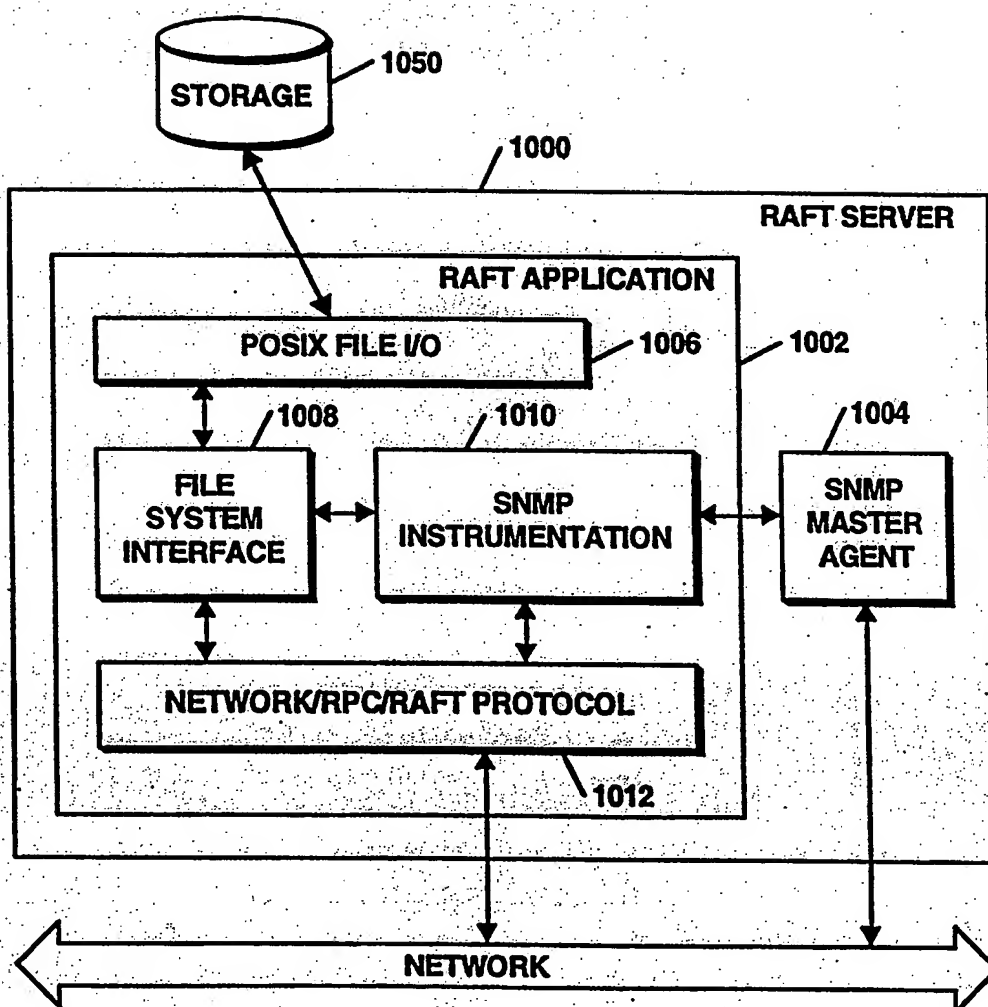 STORAGE
1050
1000
RAFT SERVER
RAFT APPLICATION
POSIX FILE I/O
1006
1002
1008
1010
1004
FILE
SYSTEM
INTERFACE
SNMP
INSTRUMENTATION
SNMP
MASTER
AGENT
NETWORK/RPC/RAFT PROTOCOL
1012
NETWORK